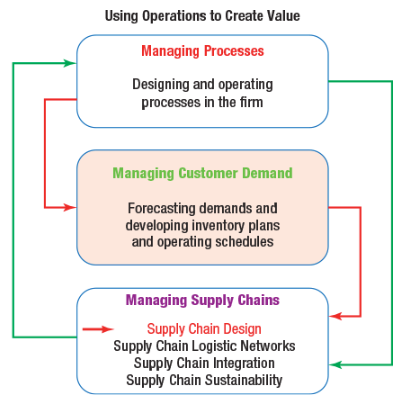 Using Operations to Create Value
Managing Processes
Designing and operating
processes in the firm
Managing Customer Demand
Forecasting demands and
developing inventory plans
and operating schedules
Managing Supply Chains
Supply Chain Design
Supply Chain Logistic Networks
Supply Chain Integration
Supply Chain Sustainability